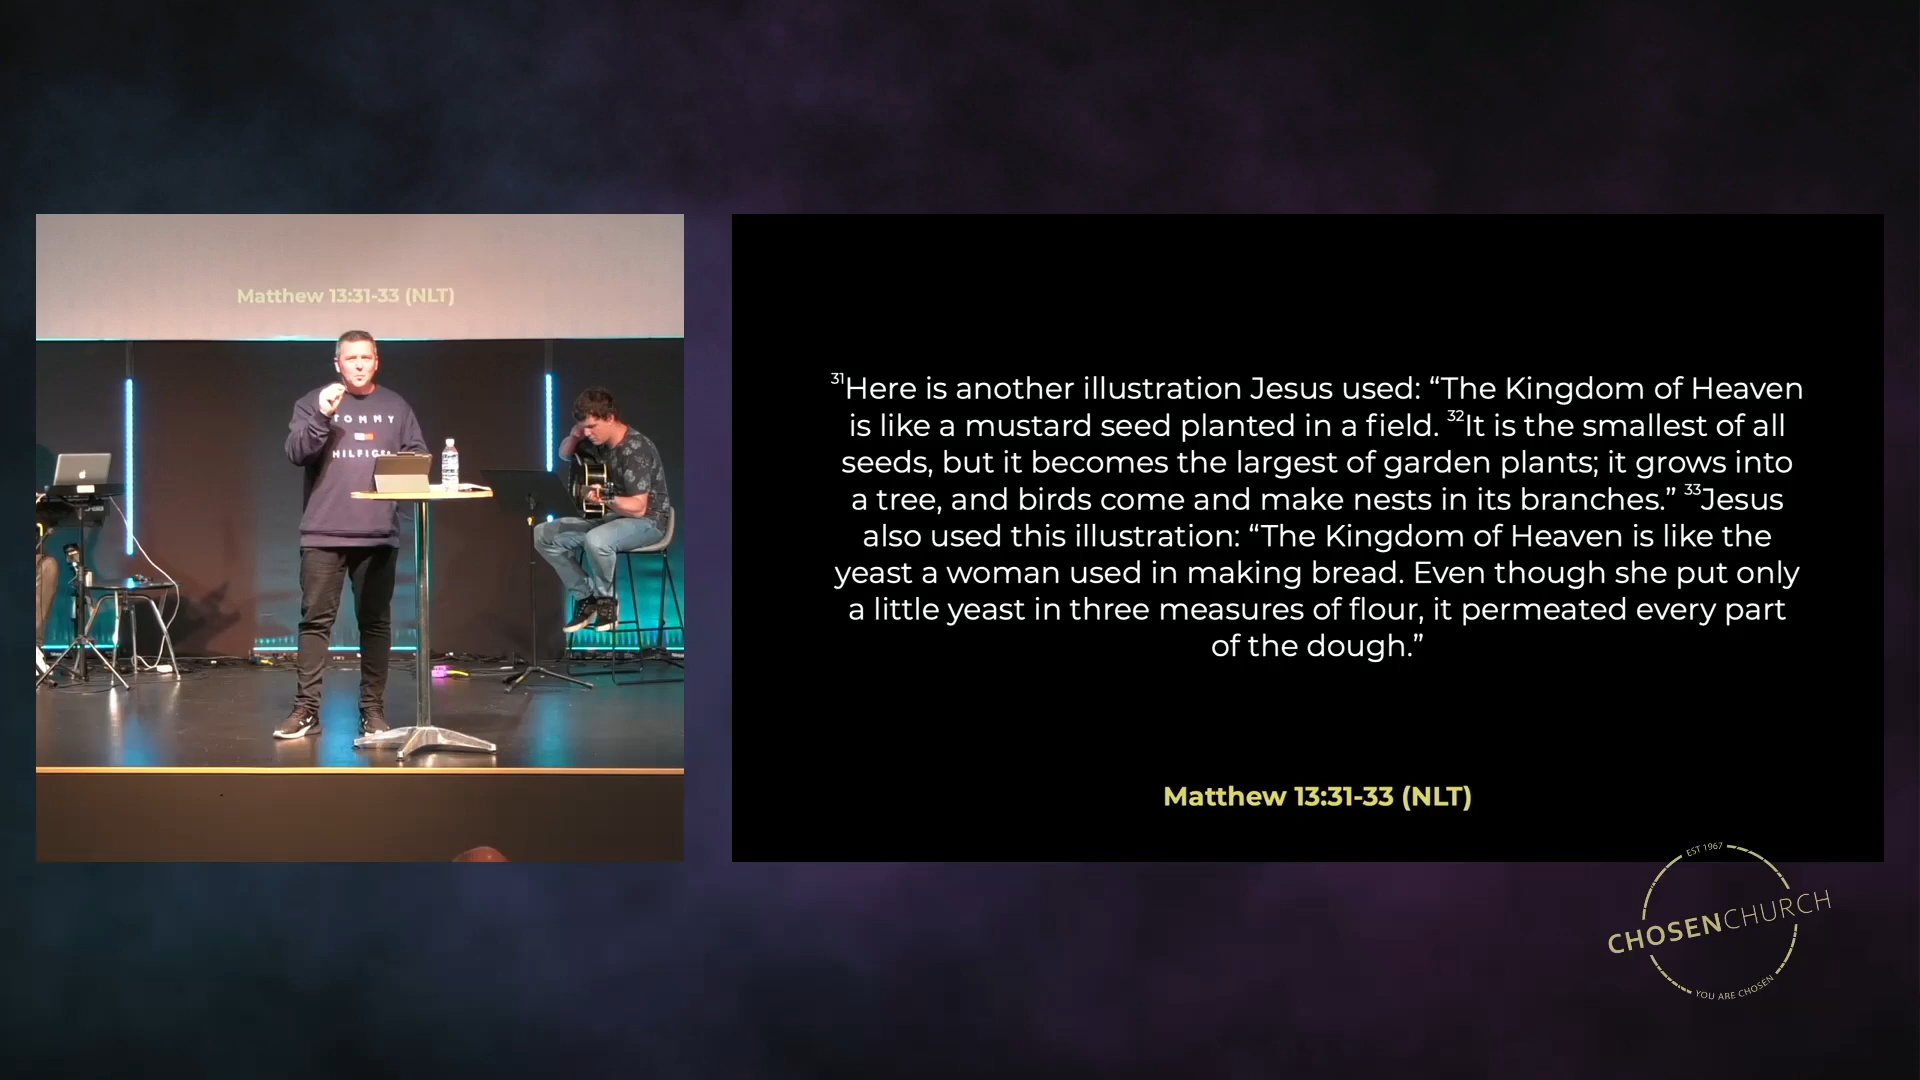 Matthew 13:31-33 (NLT)
TOMMY
HILFIGER
31Here is another illustration Jesus used: “The Kingdom of Heaven
is like a mustard seed planted in a field. 32It is the smallest of all
seeds, but it becomes the largest of garden plants; it grows into
a tree, and birds come and make nests in its branches.” 33Jesus
also used this illustration: “The Kingdom of Heaven is like the
yeast a woman used in making bread. Even though she put only
a little yeast in three measures of flour, it permeated every part
of the dough.”
Matthew 13:31-33 (NLT)
EST 1967
CHOSENCHURCH
YOU ARE CHOSEN